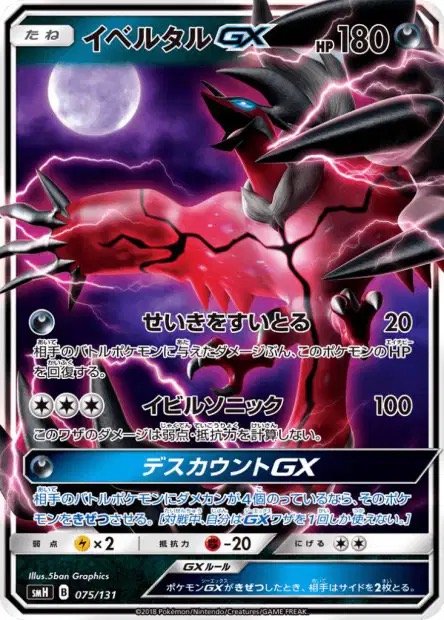 たね イベルタルGX HP180
せいきをすいとる 20
相手のバトルポケモンに与えたダメージぶん、このポケモンのHP
を回復する。
イビルソニック 100
このワザのダメージは弱点・抵抗力を計算しない。
デスカウントGX
相手のバトルポケモンにダメカンが4個のっているなら、そのポケ
モンをきぜつさせる。[対戦中、自分はGXワザを1回しか使えない。]
弱点 ×2 抵抗力 -20 にげる
Illus.5ban Graphics
GXルール
smH B 075/131
ポケモンGXがきぜつしたとき、相手はサイドを2枚とる。
©2018 Pokémon/Nintendo/Creatures/GAME FREAK.